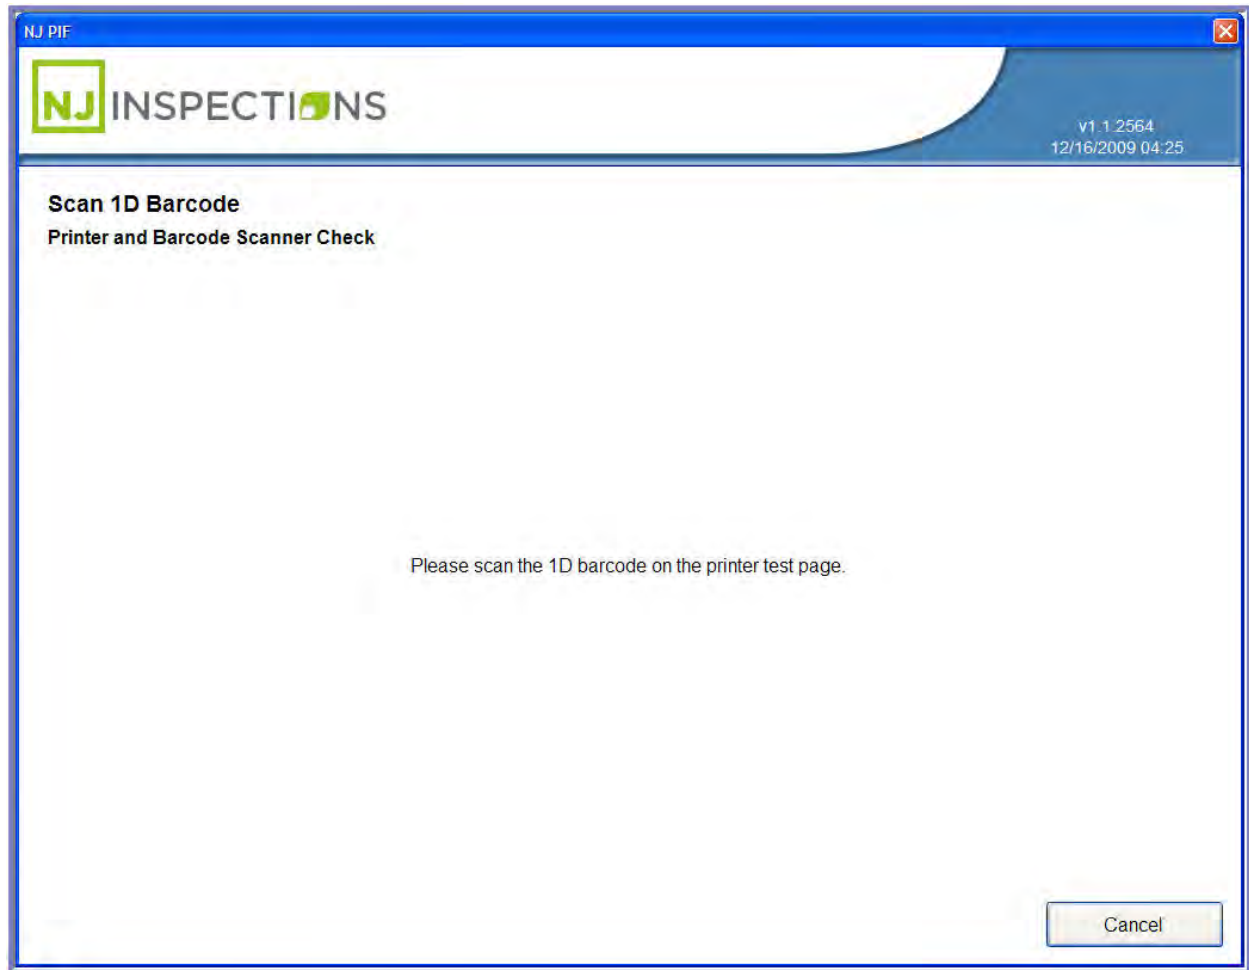 NJ PIF
NJ INSPECTIONS
v1.1.2564
12/16/2009 04:25
Scan 1D Barcode
Printer and Barcode Scanner Check
Please scan the 1D barcode on the printer test page.
Cancel